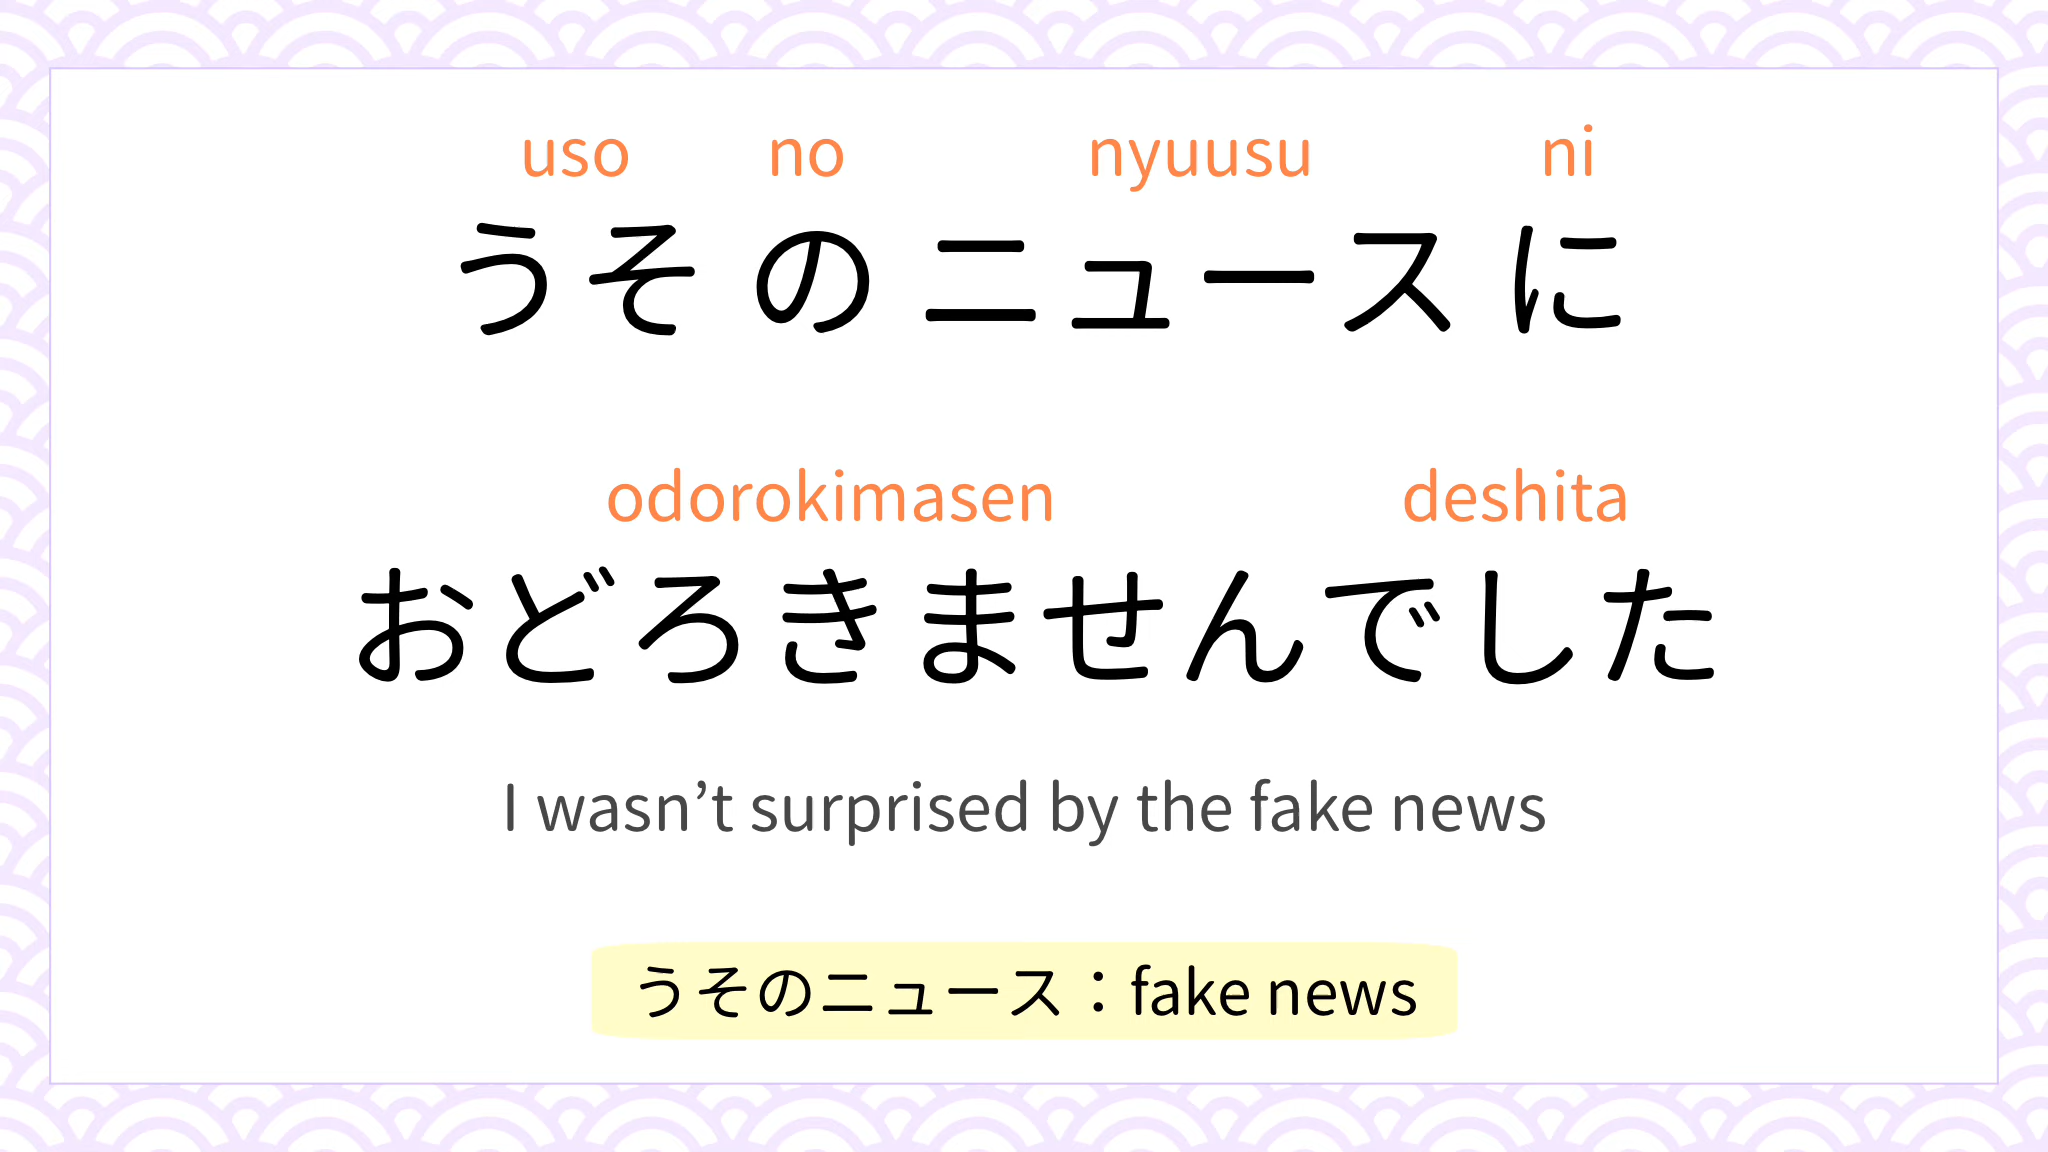 uso no nyuusu ni
うそ の ニュース に
odorokimasen deshita
おどろきませんでした
I wasn’t surprised by the fake news
うそのニュース：fake news